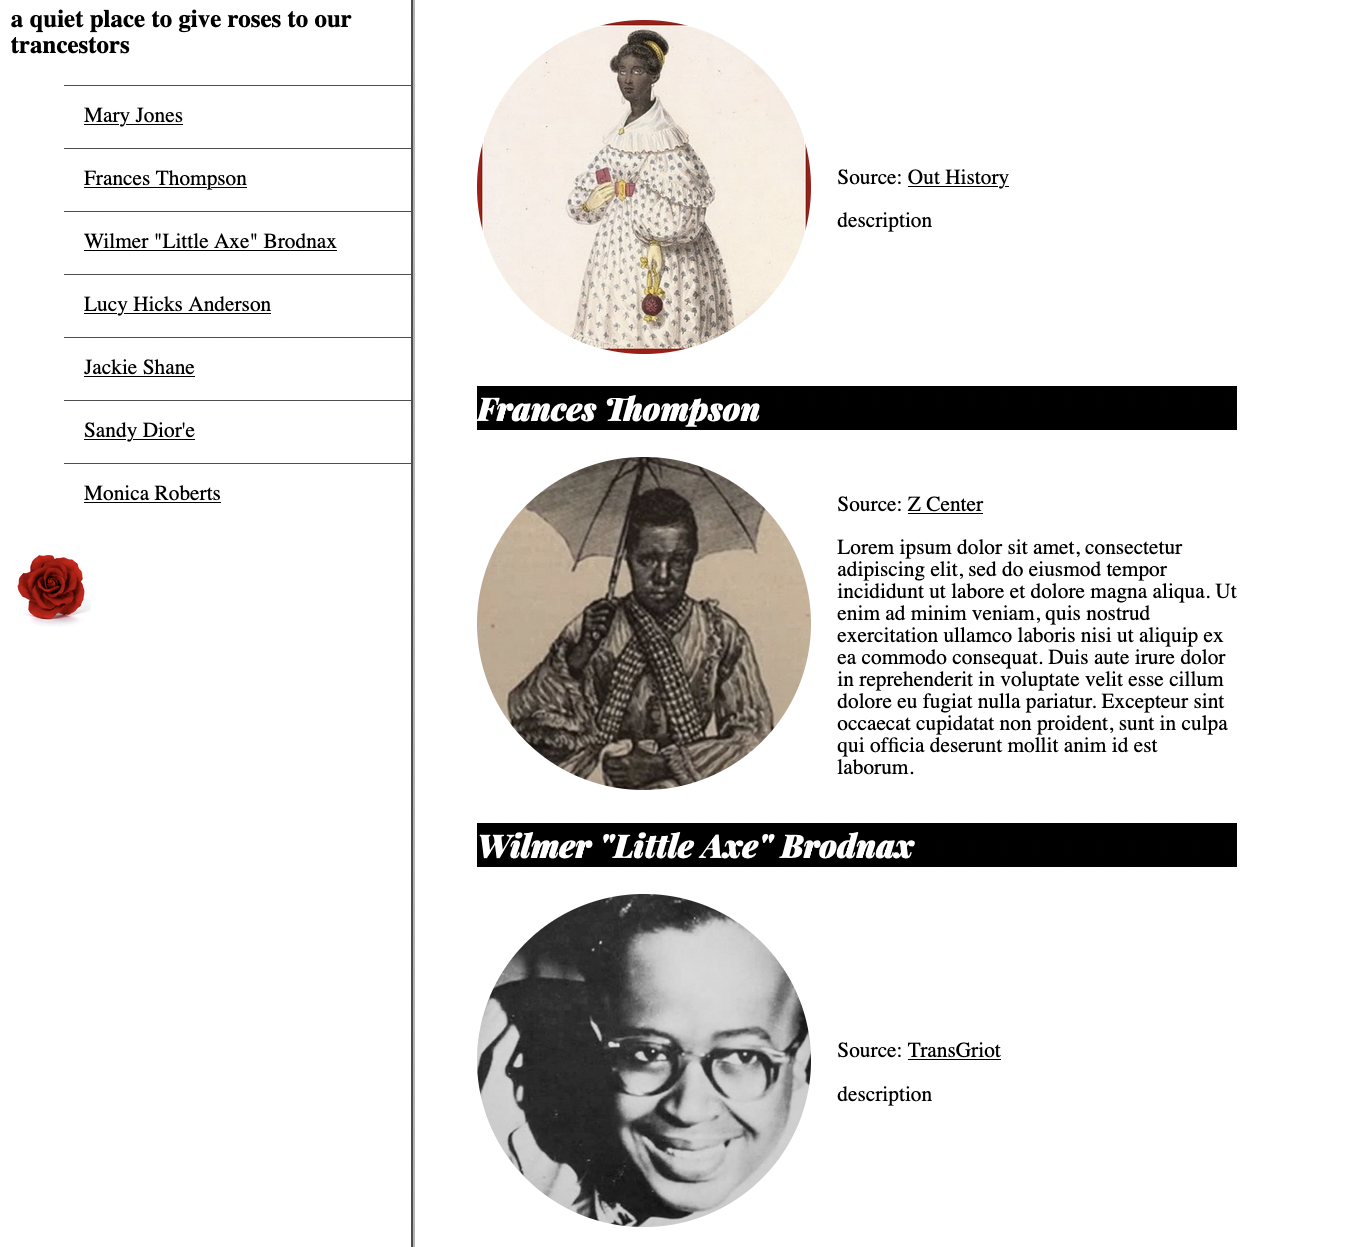 a quiet place to give roses to our
trancestors
Mary Jones
Frances Thompson
Wilmer "Little Axe" Brodnax
Lucy Hicks Anderson
Jackie Shane
Sandy Dior'e
Monica Roberts
Source: Out History
description
Frances Thompson
Source: Z Center
Lorem ipsum dolor sit amet, consectetur
adipiscing elit, sed do eiusmod tempor
incididunt ut labore et dolore magna aliqua. Ut
enim ad minim veniam, quis nostrud
exercitation ullamco laboris nisi ut aliquip ex
ea commodo consequat. Duis aute irure dolor
in reprehenderit in voluptate velit esse cillum
dolore eu fugiat nulla pariatur. Excepteur sint
occaecat cupidatat non proident, sunt in culpa
qui officia deserunt mollit anim id est
laborum.
Wilmer "Little Axe" Brodnax
Source: TransGriot
description